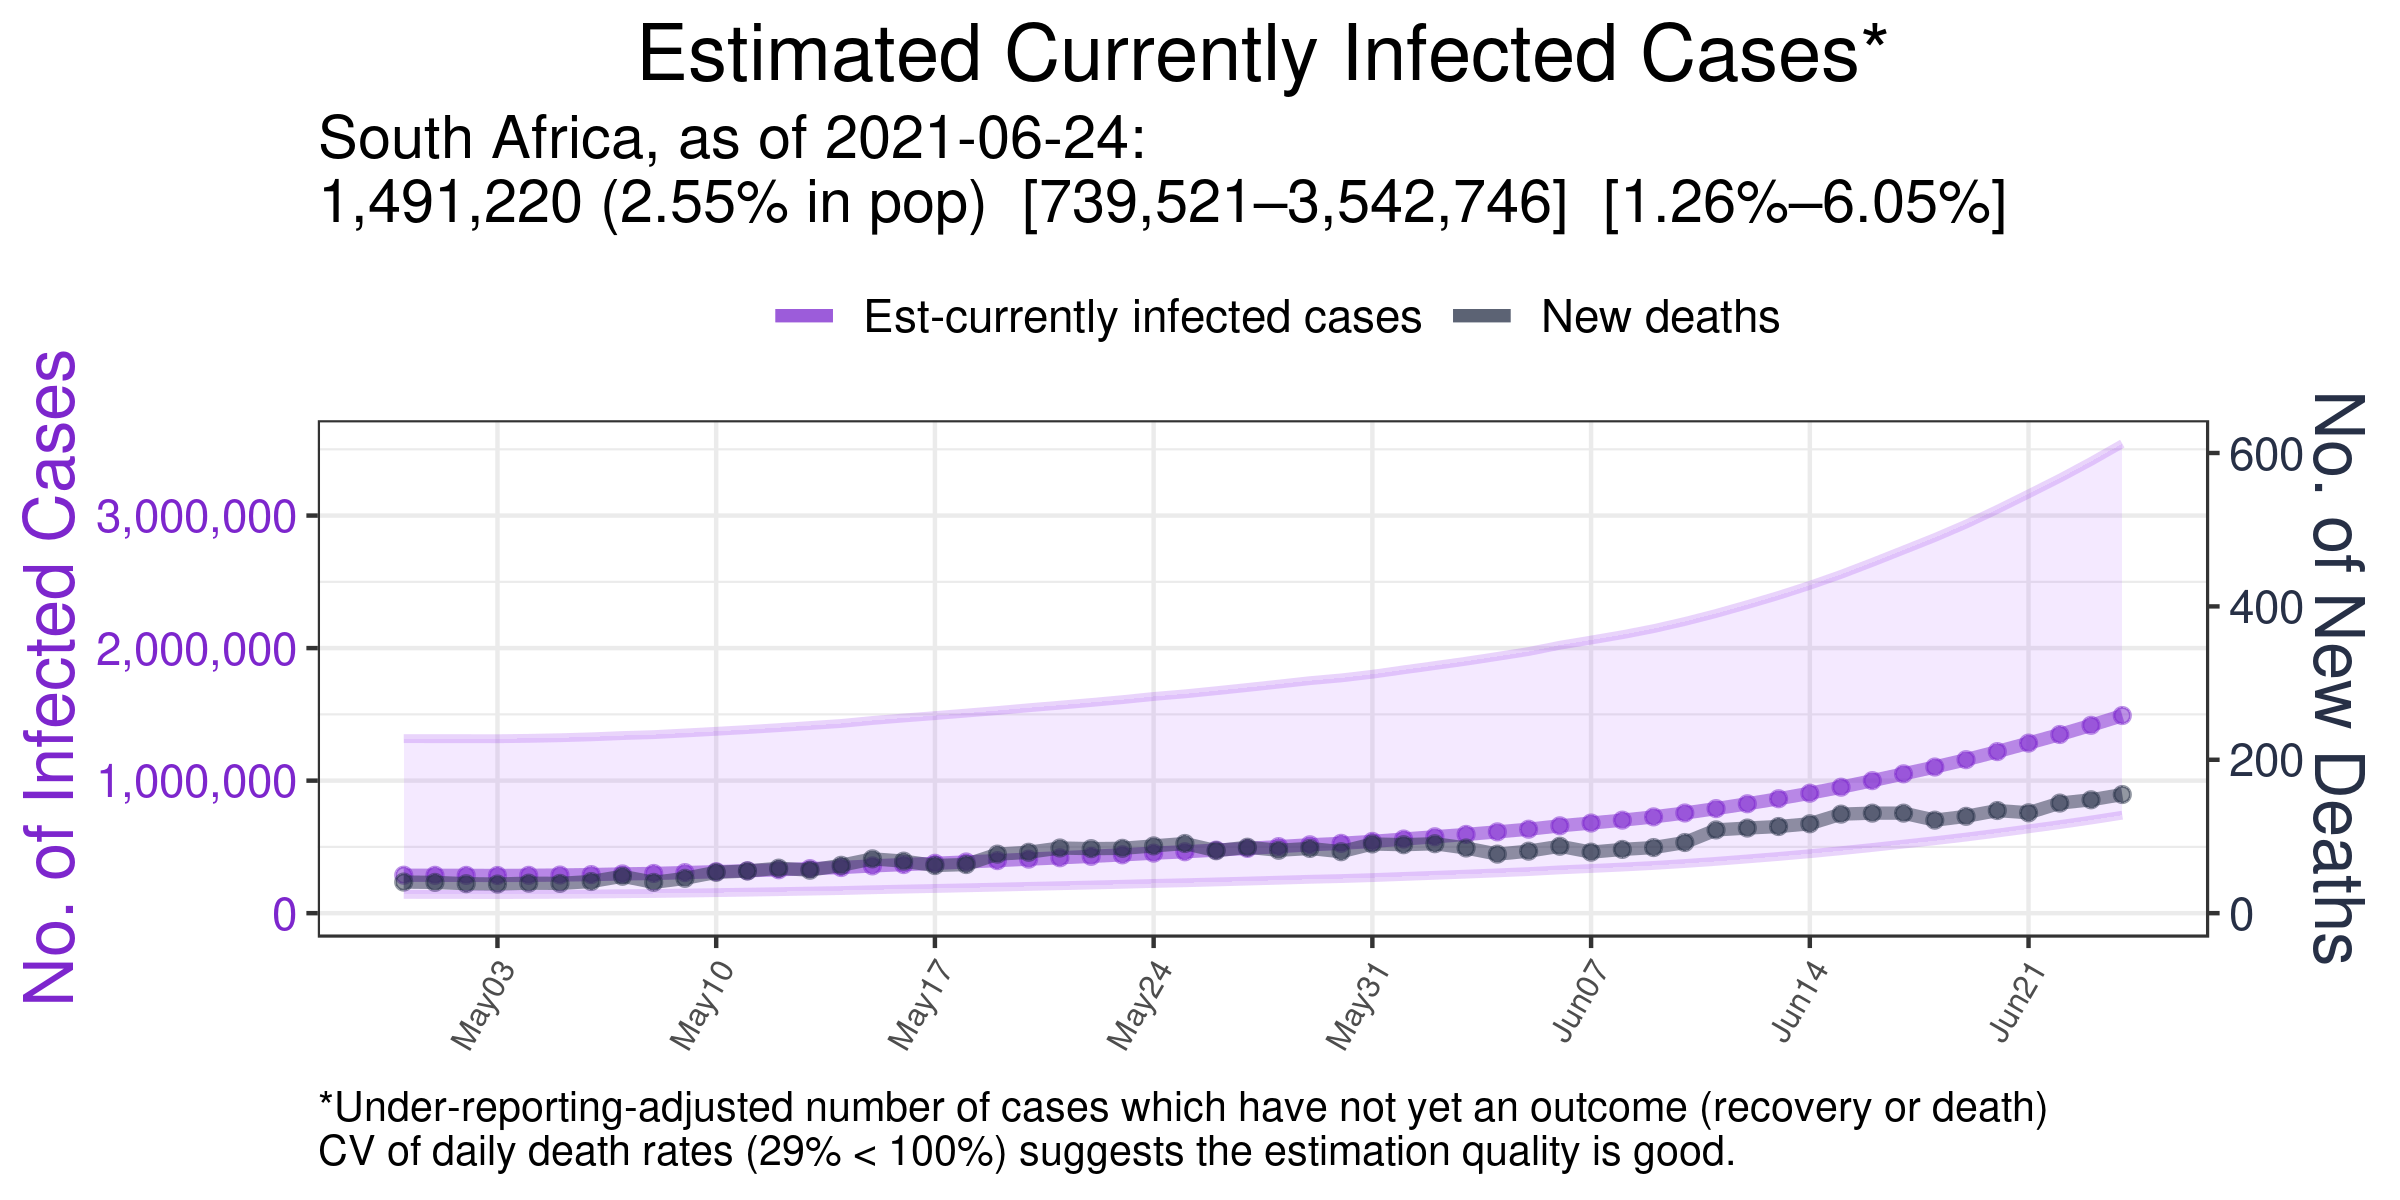 Estimated Currently Infected Cases*
South Africa, as of 2021-06-24:
1,491,220 (2.55% in pop)  [739,521–3,542,746]  [1.26%–6.05%]
Est-currently infected cases
New deaths
No. of Infected Cases
3,000,000
2,000,000
1,000,000
0
600
400
200
0
No. of New Deaths
May03
May10
May17
May24
May31
Jun07
Jun14
Jun21
*Under-reporting-adjusted number of cases which have not yet an outcome (recovery or death)
CV of daily death rates (29% < 100%) suggests the estimation quality is good.